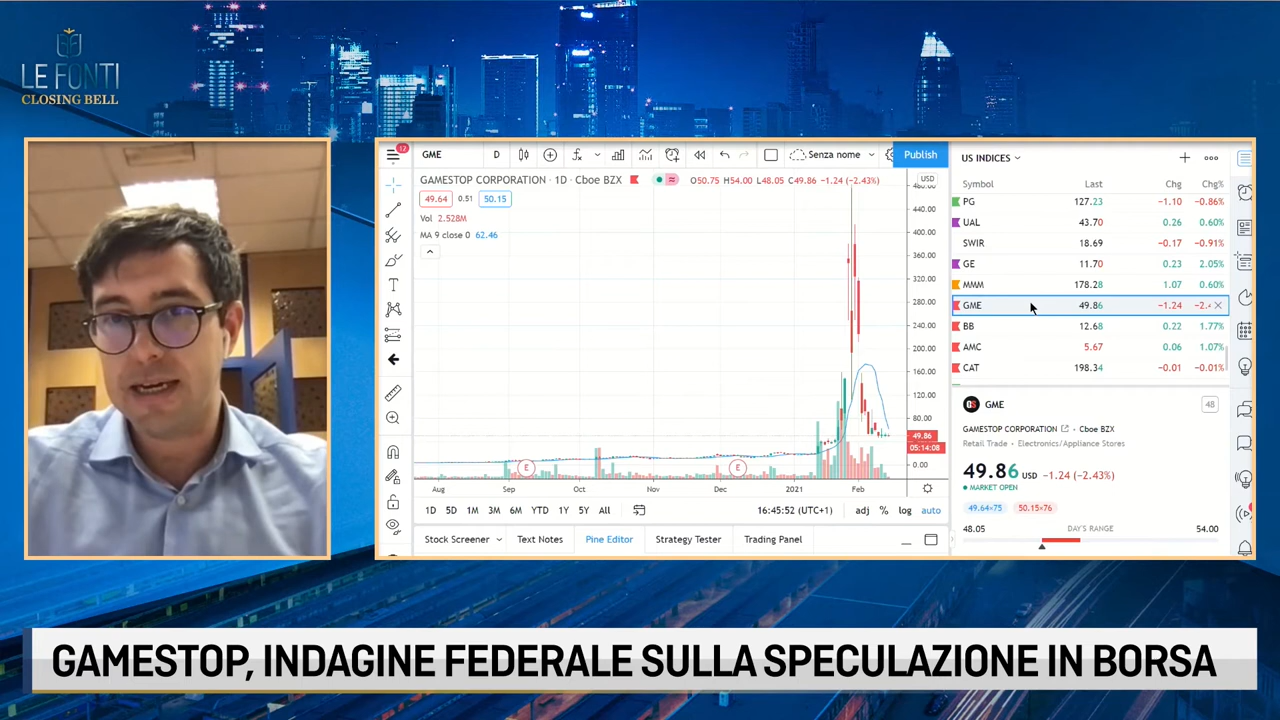 LE FONTI
CLOSING BELL
12
GME
D
Senza nome
Publish
GAMESTOP CORPORATION · 1D · Cboe BZX
O50.75 H54.00 L48.05 C49.86 −1.24 (−2.43%)
USD
49.64
0.51
50.15
Vol 2.528M
MA 9 close 0 62.46
480.00
440.00
400.00
360.00
320.00
280.00
240.00
200.00
160.00
120.00
80.00
49.86
05:14:08
0.00
E
E
Aug Sep Oct Nov Dec 2021 Feb
1D 5D 1M 3M 6M YTD 1Y 5Y All
16:45:52 (UTC+1)
adj % log auto
Stock Screener
Text Notes
Pine Editor
Strategy Tester
Trading Panel
US INDICES
Symbol Last Chg Chg%
PG 127.23 −1.10 −0.86%
UAL 43.70 0.26 0.60%
SWIR 18.69 −0.17 −0.91%
GE 11.70 0.23 2.05%
MMM 178.28 1.07 0.60%
GME 49.86 −1.24
BB 12.68 0.22 1.77%
AMC 5.67 0.06 1.07%
CAT 198.34 −0.01 −0.01%
GME
48
GAMESTOP CORPORATION · Cboe BZX
Retail Trade · Electronics/Appliance Stores
49.86 USD −1.24 (−2.43%)
MARKET OPEN
49.64×75 50.15×76
48.05 DAY'S RANGE 54.00
GAMESTOP, INDAGINE FEDERALE SULLA SPECULAZIONE IN BORSA